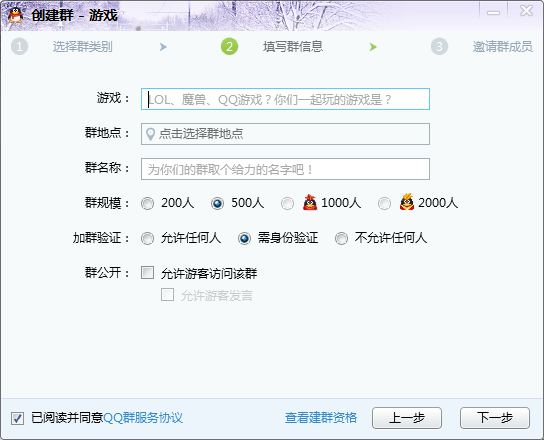 创建群 - 游戏
1 选择群类别 2 填写群信息 3 邀请群成员
游戏： LOL、魔兽、QQ游戏？你们一起玩的游戏是？
群地点： 点击选择群地点
群名称： 为你们的群取个给力的名字吧！
群规模： 200人 500人 1000人 2000人
加群验证： 允许任何人 需身份验证 不允许任何人
群公开： 允许游客访问该群
允许游客发言
已阅读并同意QQ群服务协议 查看建群资格 上一步 下一步